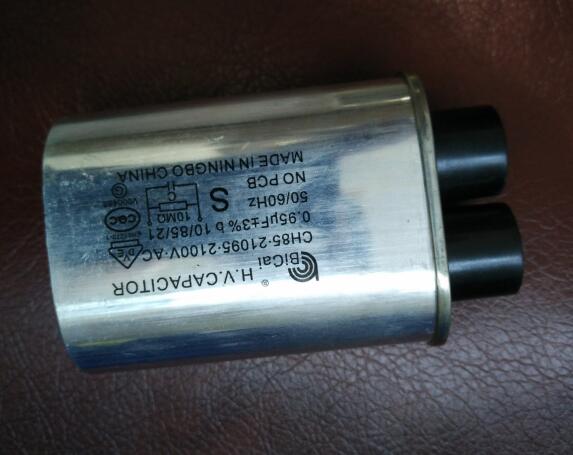 BiCai ® H.V.CAPACITOR
CH85-21095-2100V·AC
0.95μF±3% b 10/85/21
50/60Hz S 10MΩ
NO PCB
MADE IN NINGBO CHINA
D/E
CQC